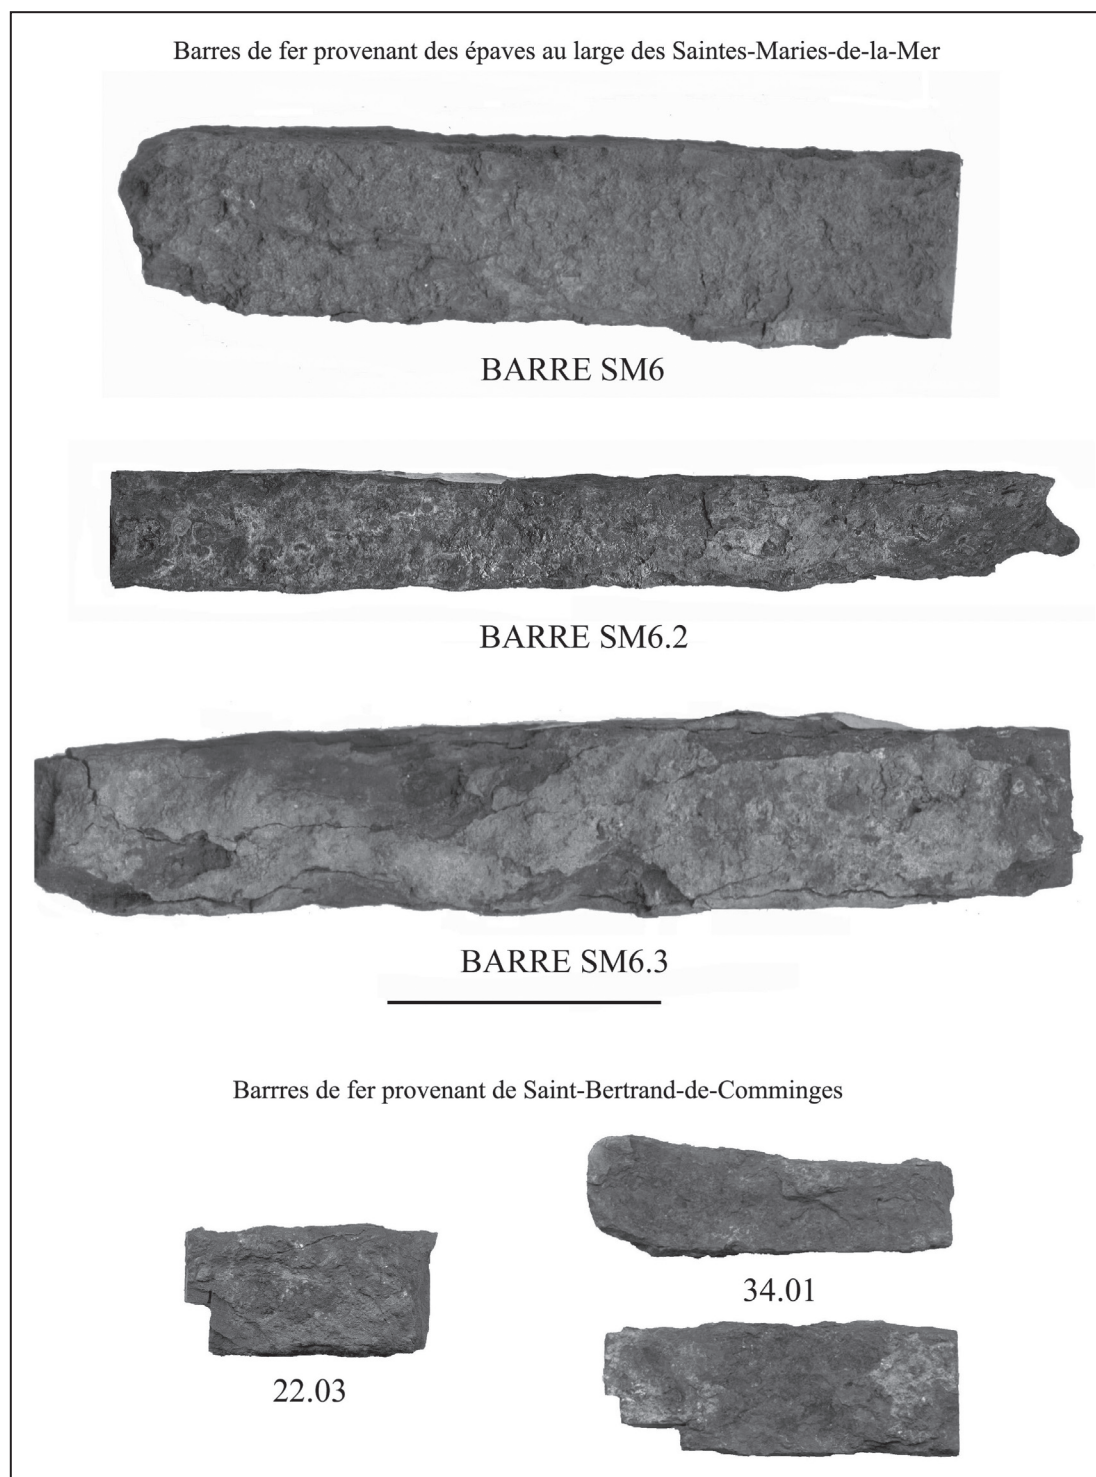 Barres de fer provenant des épaves au large des Saintes-Maries-de-la-Mer
BARRE SM6
BARRE SM6.2
BARRE SM6.3
Barrres de fer provenant de Saint-Bertrand-de-Comminges
34.01
22.03